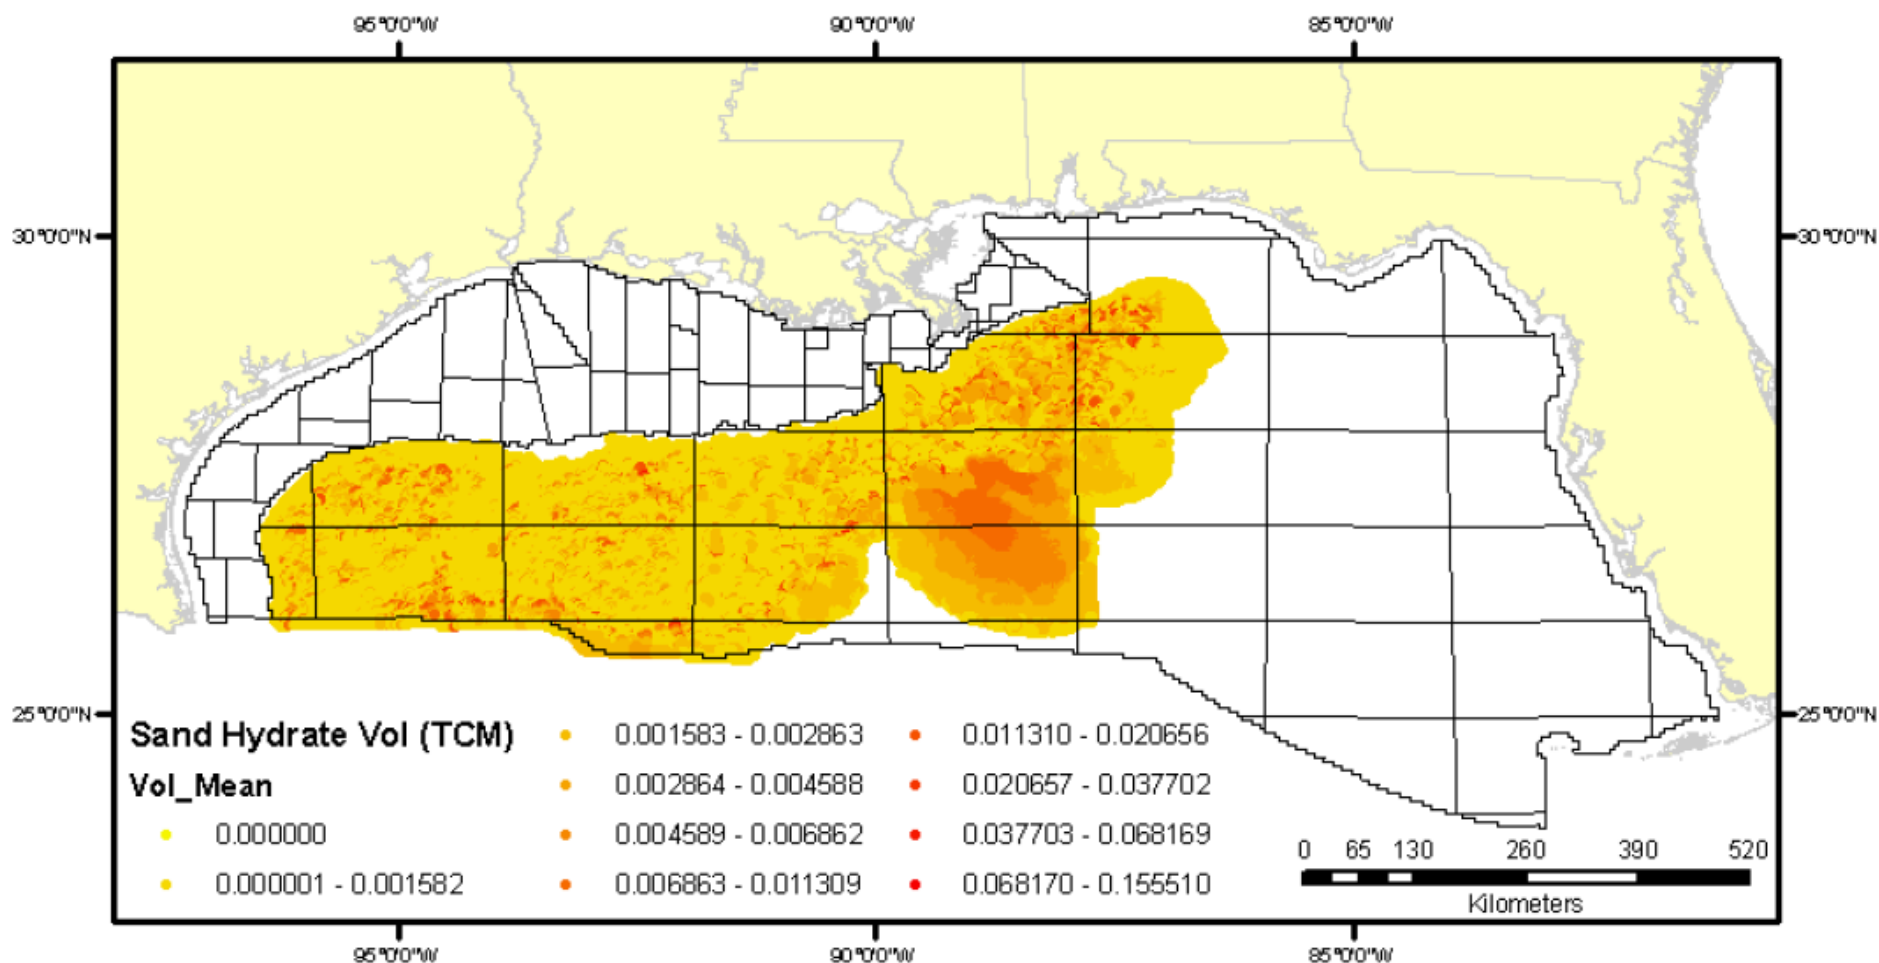 95°0'0"W 90°0'0"W 85°0'0"W
30°0'0"N 30°0'0"N
25°0'0"N 25°0'0"N
Sand Hydrate Vol (TCM)
Vol_Mean
0.000000
0.000001 - 0.001582
0.001583 - 0.002863
0.002864 - 0.004588
0.004589 - 0.006862
0.006863 - 0.011309
0.011310 - 0.020656
0.020657 - 0.037702
0.037703 - 0.068169
0.068170 - 0.155510
0 65 130 260 390 520
Kilometers
95°0'0"W 90°0'0"W 85°0'0"W